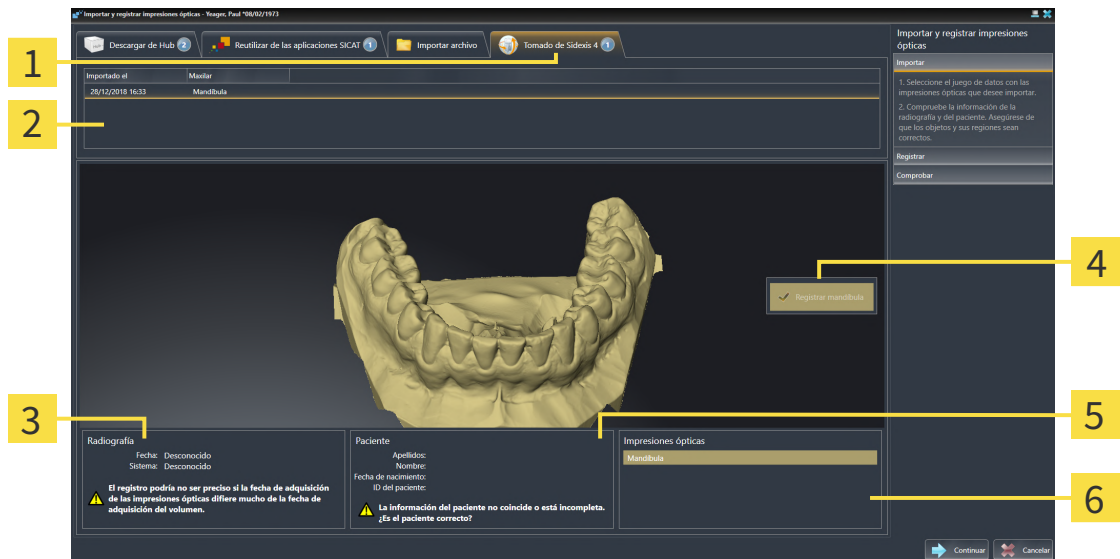 Importar y registrar impresiones ópticas - Yeager, Paul *08/02/1973
Descargar de Hub 2
Reutilizar de las aplicaciones SICAT 1
Importar archivo
Tomado de Sidexis 4 1
Importado el Maxilar
28/12/2018 16:33 Mandíbula
1
2
3
4
5
6
Registrar mandíbula
Radiografía
Fecha: Desconocido
Sistema: Desconocido
El registro podría no ser preciso si la fecha de adquisición
de las impresiones ópticas difiere mucho de la fecha de
adquisición del volumen.
Paciente
Apellidos:
Nombre:
Fecha de nacimiento:
ID del paciente:
La información del paciente no coincide o está incompleta.
¿Es el paciente correcto?
Impresiones ópticas
Mandíbula
Importar y registrar impresiones
ópticas
Importar
1. Seleccione el juego de datos con las
impresiones ópticas que desee importar.
2. Compruebe la información de la
radiografía y del paciente. Asegúrese de
que los objetos y sus regiones sean
correctos.
Registrar
Comprobar
Continuar
Cancelar